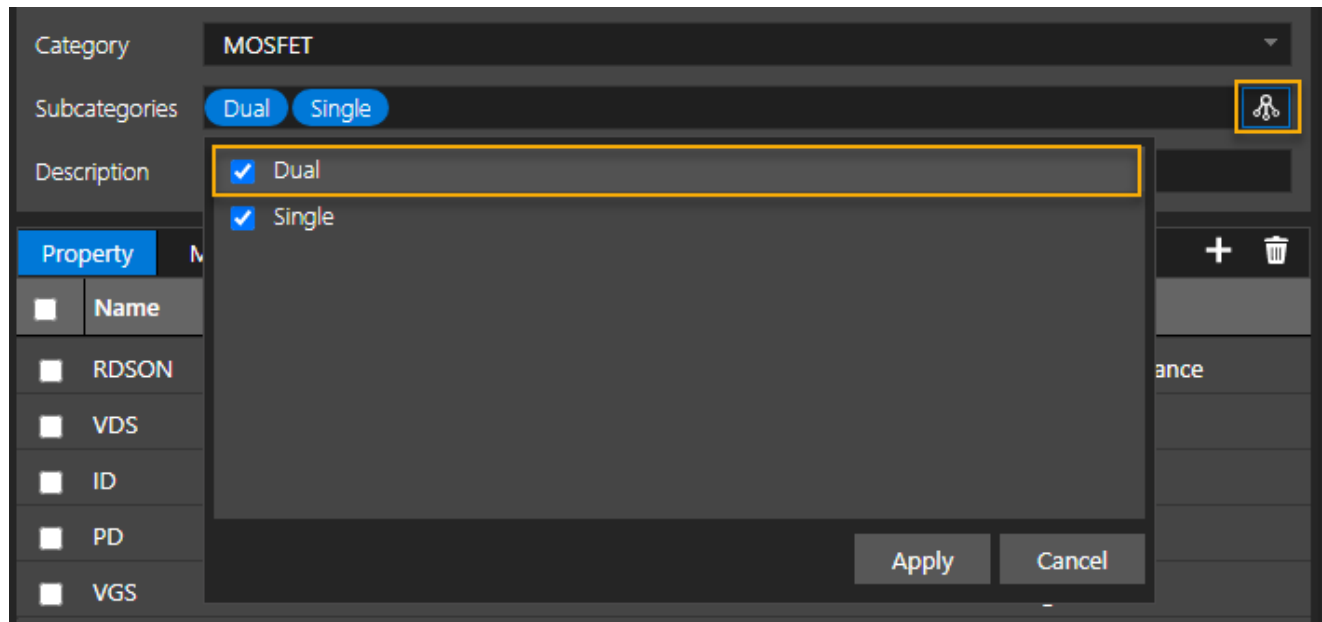 Category MOSFET
Subcategories Dual Single
Description
Dual
Single
Property
Name
RDSON ance
VDS
ID
PD
VGS
Apply Cancel